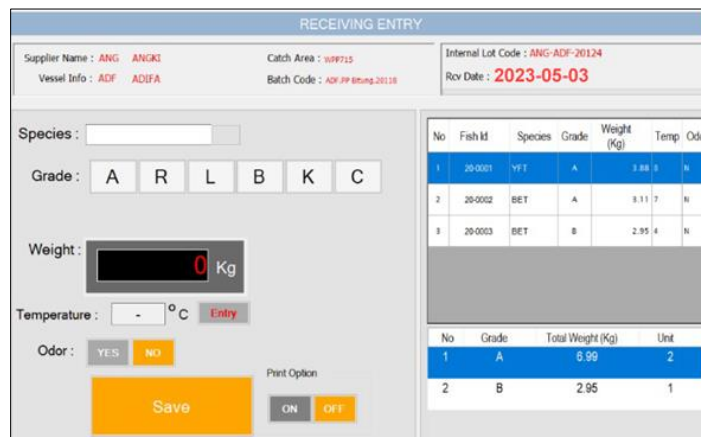 RECEIVING ENTRY
Supplier Name : ANG ANGKI
Catch Area : WPP715
Vessel Info : ADF ADIFA
Batch Code : ADF.PP Bitung.20118
Internal Lot Code : ANG-ADF-20124
Rcv Date : 2023-05-03
Species :
Grade : A R L B K C
Weight : 0 Kg
Temperature : - °C Entry
Odor : YES NO
Save
Print Option
ON OFF
No Fish Id Species Grade Weight (Kg) Temp Odo
1 20-0001 YFT A 3.88 8 N
2 20-0002 BET A 3.11 7 N
3 20-0003 BET B 2.95 4 N
No Grade Total Weight (Kg) Unit
1 A 6.99 2
2 B 2.95 1